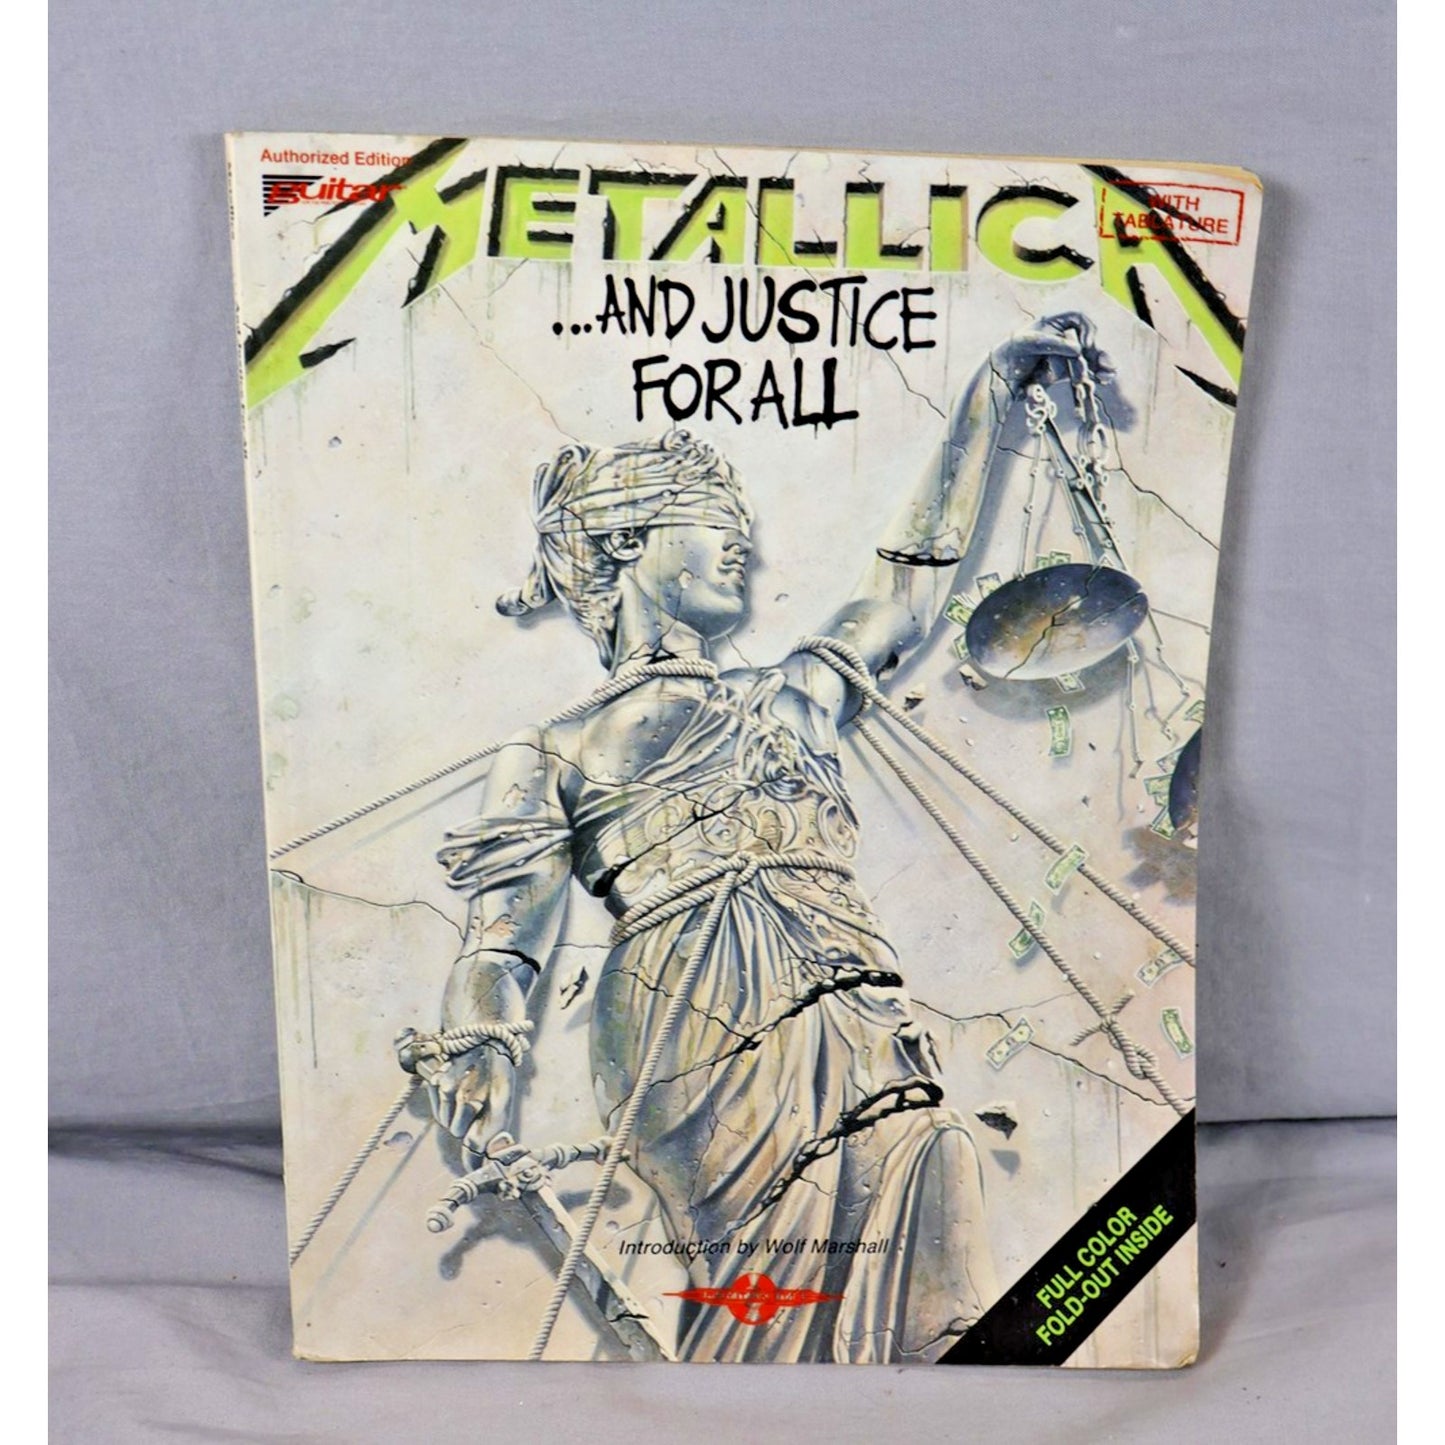 Authorized Edition
guitar
METALLICA
WITH
TABLATURE
...AND JUSTICE
FOR ALL
Introduction by Wolf Marshall
FULL COLOR
FOLD-OUT INSIDE